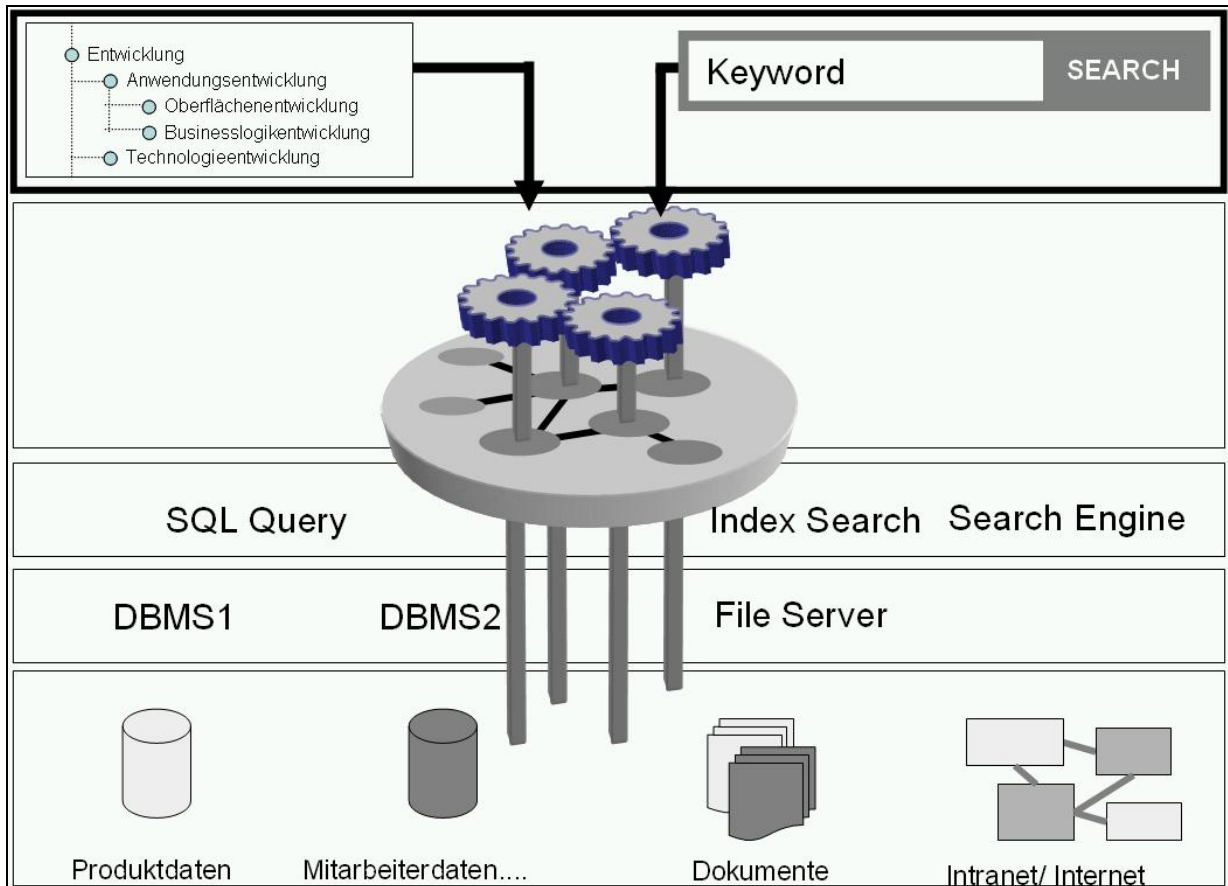 Entwicklung
Anwendungsentwicklung
Oberflächenentwicklung
Businesslogikentwicklung
Technologieentwicklung
Keyword
SEARCH
SQL Query
Index Search
Search Engine
DBMS1
DBMS2
File Server
Produktdaten
Mitarbeiterdaten....
Dokumente
Intranet/ Internet